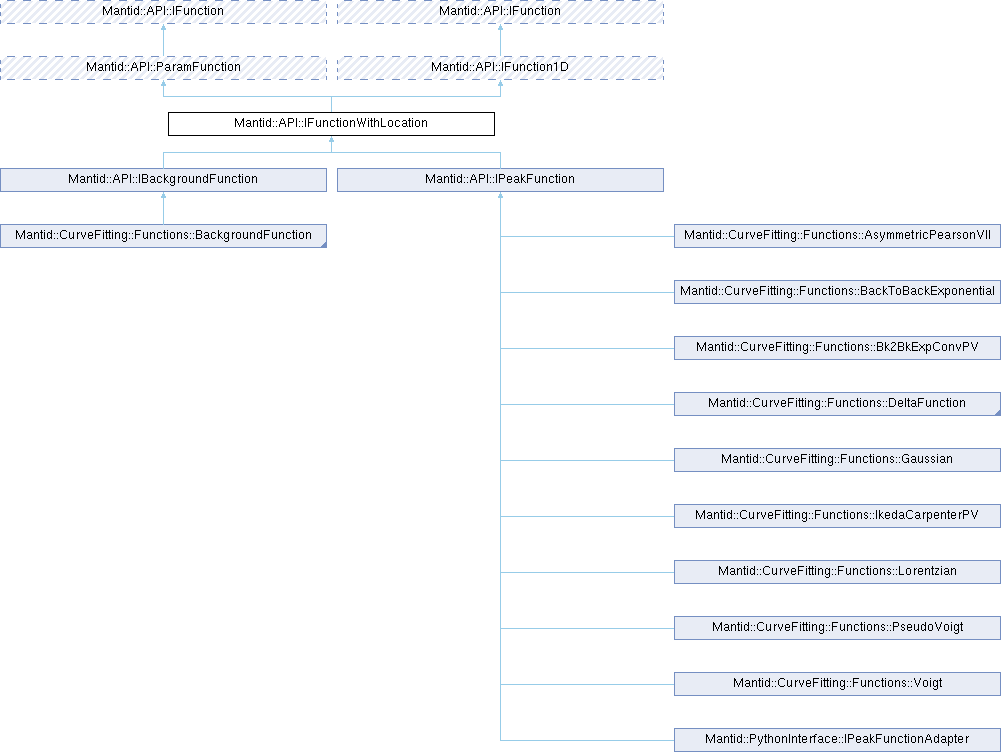 Mantid::API::IFunction
Mantid::API::IFunction
Mantid::API::ParamFunction
Mantid::API::IFunction1D
Mantid::API::IFunctionWithLocation
Mantid::API::IBackgroundFunction
Mantid::API::IPeakFunction
Mantid::CurveFitting::Functions::BackgroundFunction
Mantid::CurveFitting::Functions::AsymmetricPearsonVII
Mantid::CurveFitting::Functions::BackToBackExponential
Mantid::CurveFitting::Functions::Bk2BkExpConvPV
Mantid::CurveFitting::Functions::DeltaFunction
Mantid::CurveFitting::Functions::Gaussian
Mantid::CurveFitting::Functions::IkedaCarpenterPV
Mantid::CurveFitting::Functions::Lorentzian
Mantid::CurveFitting::Functions::PseudoVoigt
Mantid::CurveFitting::Functions::Voigt
Mantid::PythonInterface::IPeakFunctionAdapter